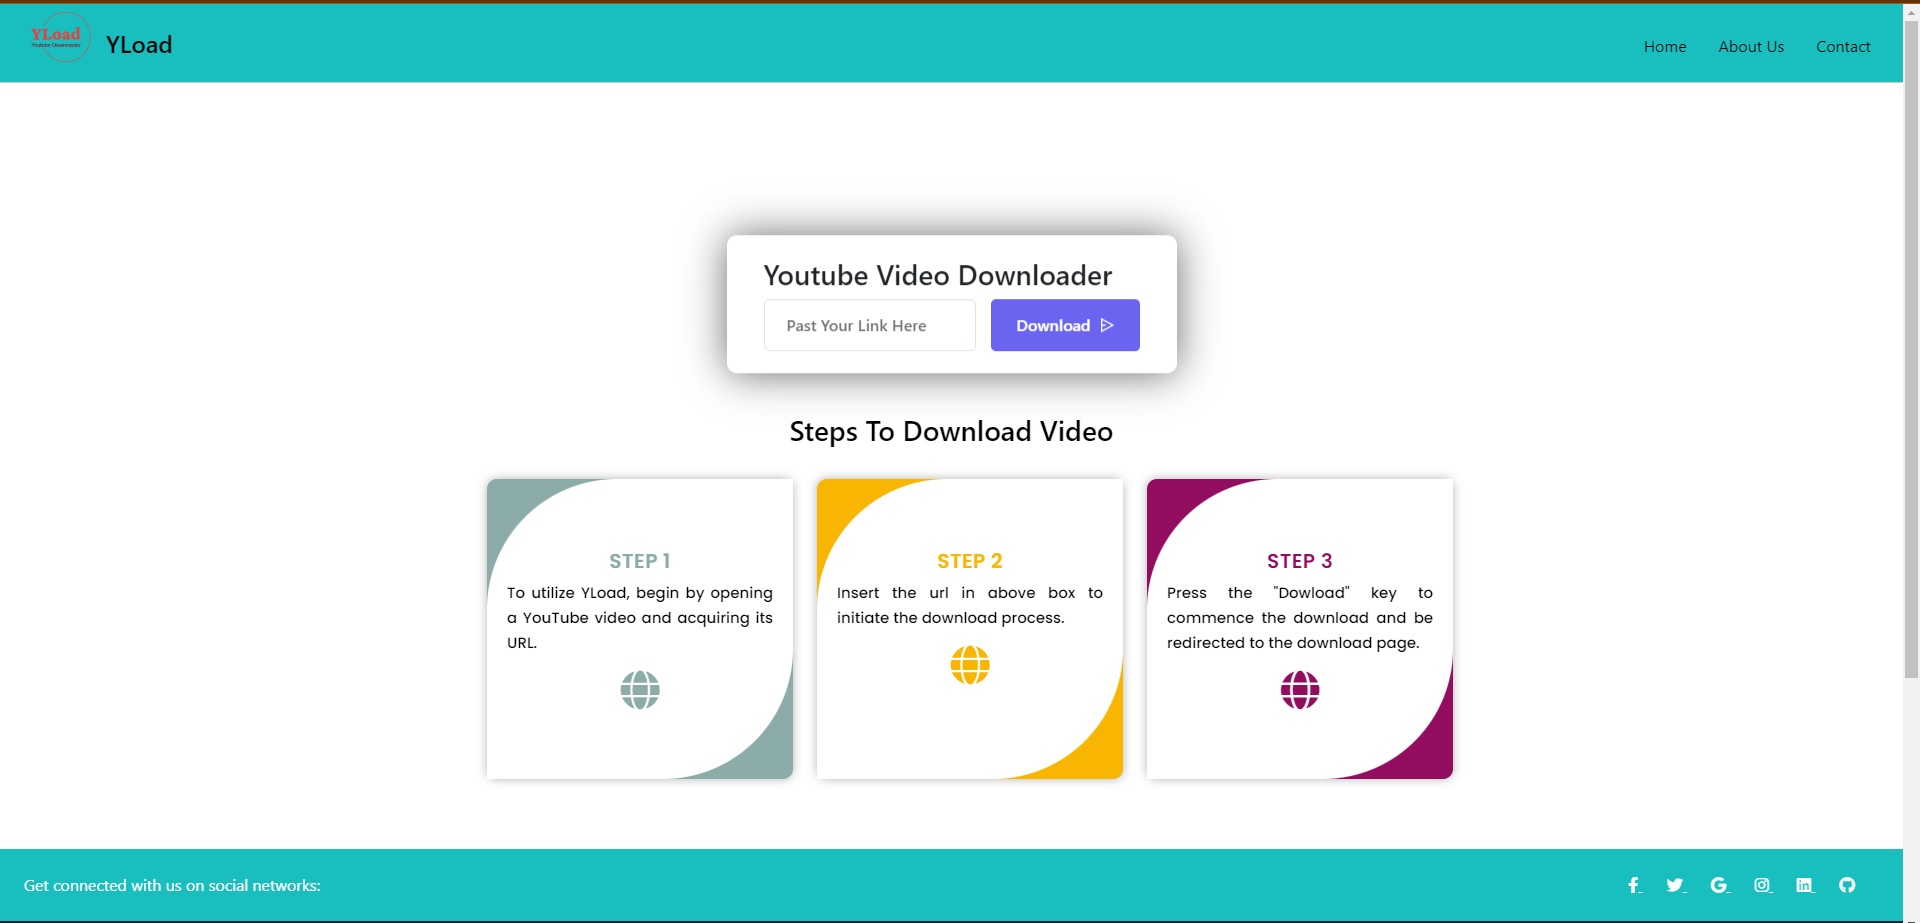 YLoad
Youtube Downloader
YLoad
Home
About Us
Contact
Youtube Video Downloader
Past Your Link Here
Download
Steps To Download Video
STEP 1
To utilize YLoad, begin by opening
a YouTube video and acquiring its
URL.
STEP 2
Insert the url in above box to
initiate the download process.
STEP 3
Press the "Dowload" key to
commence the download and be
redirected to the download page.
Get connected with us on social networks: